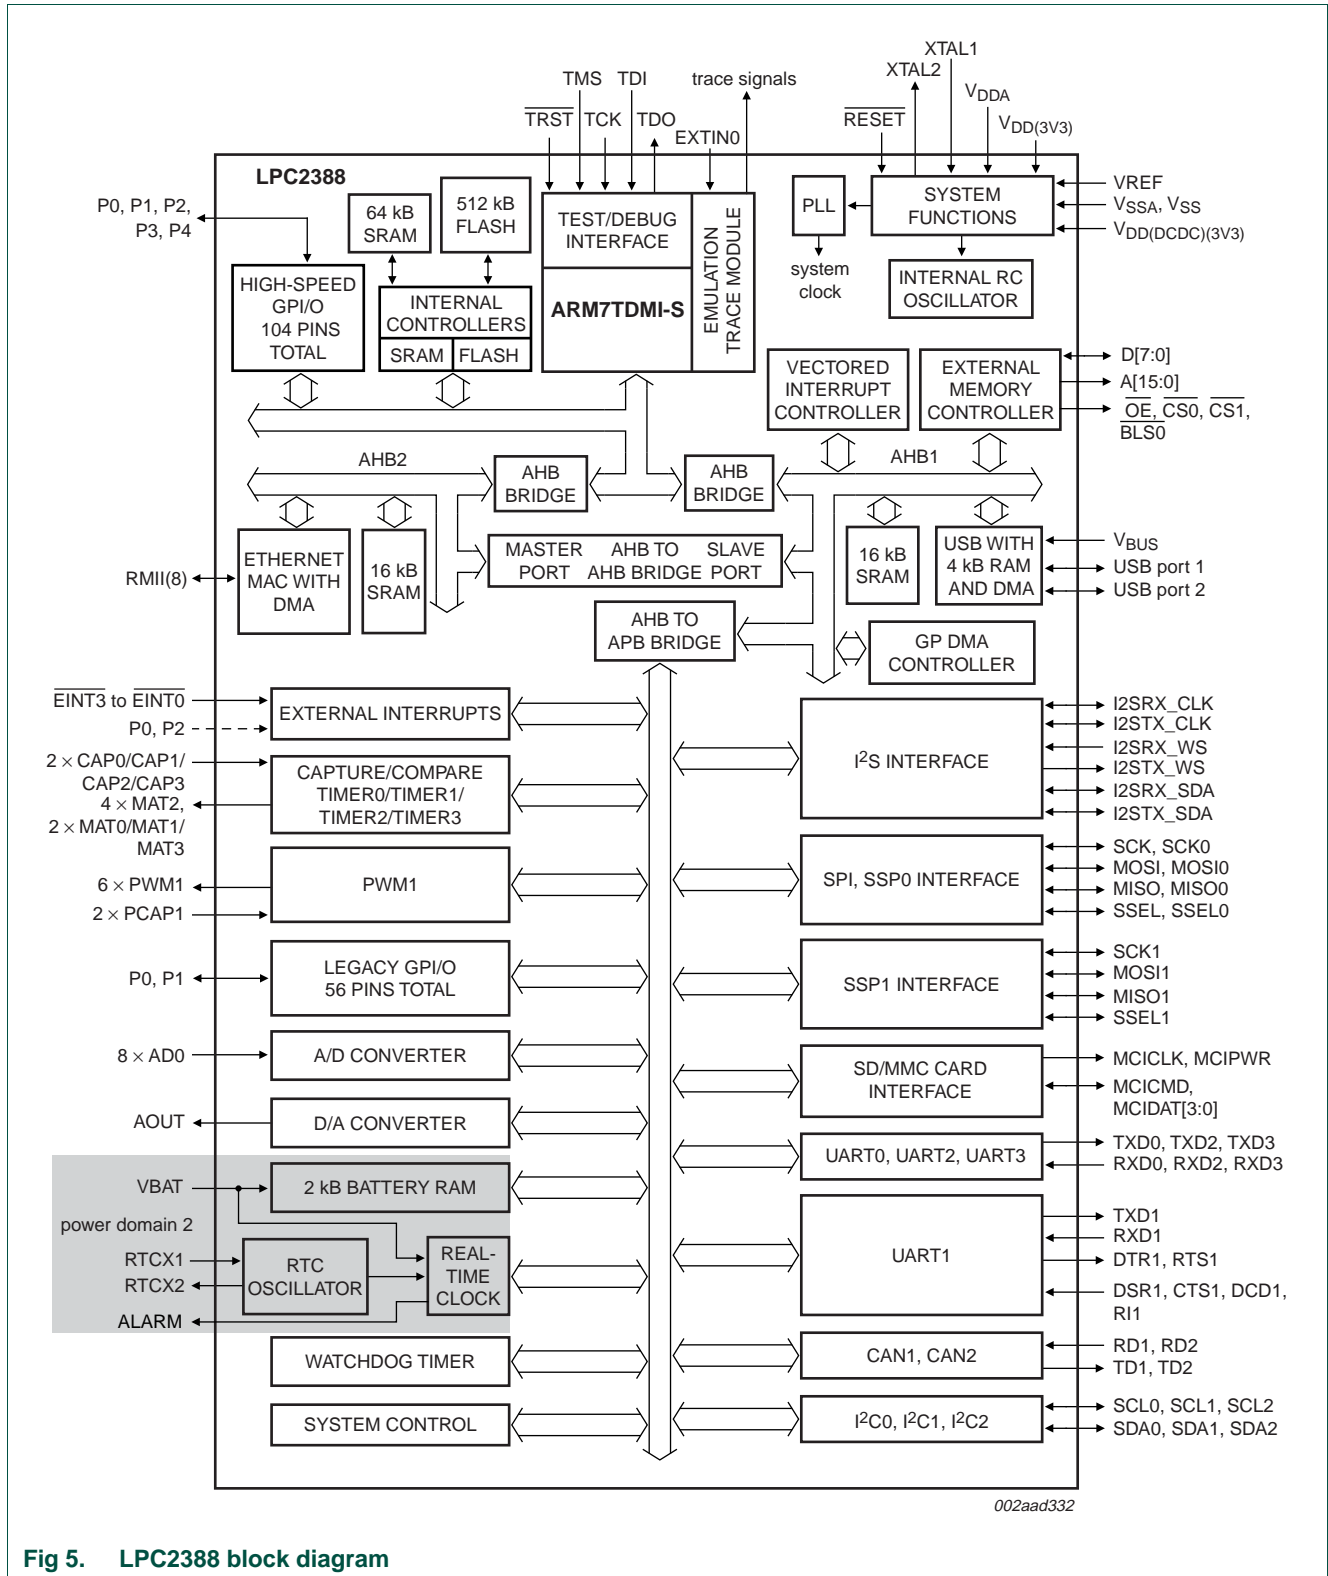 XTAL1
XTAL2
TMS TDI trace signals
VDDA
TRST TCK TDO RESET VDD(3V3)
EXTIN0
LPC2388
P0, P1, P2,
P3, P4
64 kB
SRAM
512 kB
FLASH
TEST/DEBUG
INTERFACE
EMULATION
TRACE MODULE
PLL
SYSTEM
FUNCTIONS
VREF
VSSA, VSS
VDD(DCDC)(3V3)
system
clock
INTERNAL RC
OSCILLATOR
HIGH-SPEED
GPI/O
104 PINS
TOTAL
INTERNAL
CONTROLLERS
SRAM FLASH
ARM7TDMI-S
VECTORED
INTERRUPT
CONTROLLER
EXTERNAL
MEMORY
CONTROLLER
D[7:0]
A[15:0]
OE, CS0, CS1,
BLS0
AHB2
AHB
BRIDGE
AHB
BRIDGE
AHB1
RMII(8)
ETHERNET
MAC WITH
DMA
16 kB
SRAM
MASTER AHB TO SLAVE
PORT AHB BRIDGE PORT
16 kB
SRAM
USB WITH
4 kB RAM
AND DMA
VBUS
USB port 1
USB port 2
AHB TO
APB BRIDGE
GP DMA
CONTROLLER
EINT3 to EINT0
P0, P2
EXTERNAL INTERRUPTS
2 × CAP0/CAP1/
CAP2/CAP3
4 × MAT2,
2 × MAT0/MAT1/
MAT3
CAPTURE/COMPARE
TIMER0/TIMER1/
TIMER2/TIMER3
6 × PWM1
2 × PCAP1
PWM1
P0, P1
LEGACY GPI/O
56 PINS TOTAL
8 × AD0
A/D CONVERTER
AOUT
D/A CONVERTER
VBAT
2 kB BATTERY RAM
power domain 2
RTCX1
RTCX2
RTC
OSCILLATOR
REAL-
TIME
CLOCK
ALARM
WATCHDOG TIMER
SYSTEM CONTROL
I2S INTERFACE
I2SRX_CLK
I2STX_CLK
I2SRX_WS
I2STX_WS
I2SRX_SDA
I2STX_SDA
SPI, SSP0 INTERFACE
SCK, SCK0
MOSI, MOSI0
MISO, MISO0
SSEL, SSEL0
SSP1 INTERFACE
SCK1
MOSI1
MISO1
SSEL1
SD/MMC CARD
INTERFACE
MCICLK, MCIPWR
MCICMD,
MCIDAT[3:0]
UART0, UART2, UART3
TXD0, TXD2, TXD3
RXD0, RXD2, RXD3
UART1
TXD1
RXD1
DTR1, RTS1
DSR1, CTS1, DCD1,
RI1
CAN1, CAN2
RD1, RD2
TD1, TD2
I2C0, I2C1, I2C2
SCL0, SCL1, SCL2
SDA0, SDA1, SDA2
002aad332
Fig 5. LPC2388 block diagram